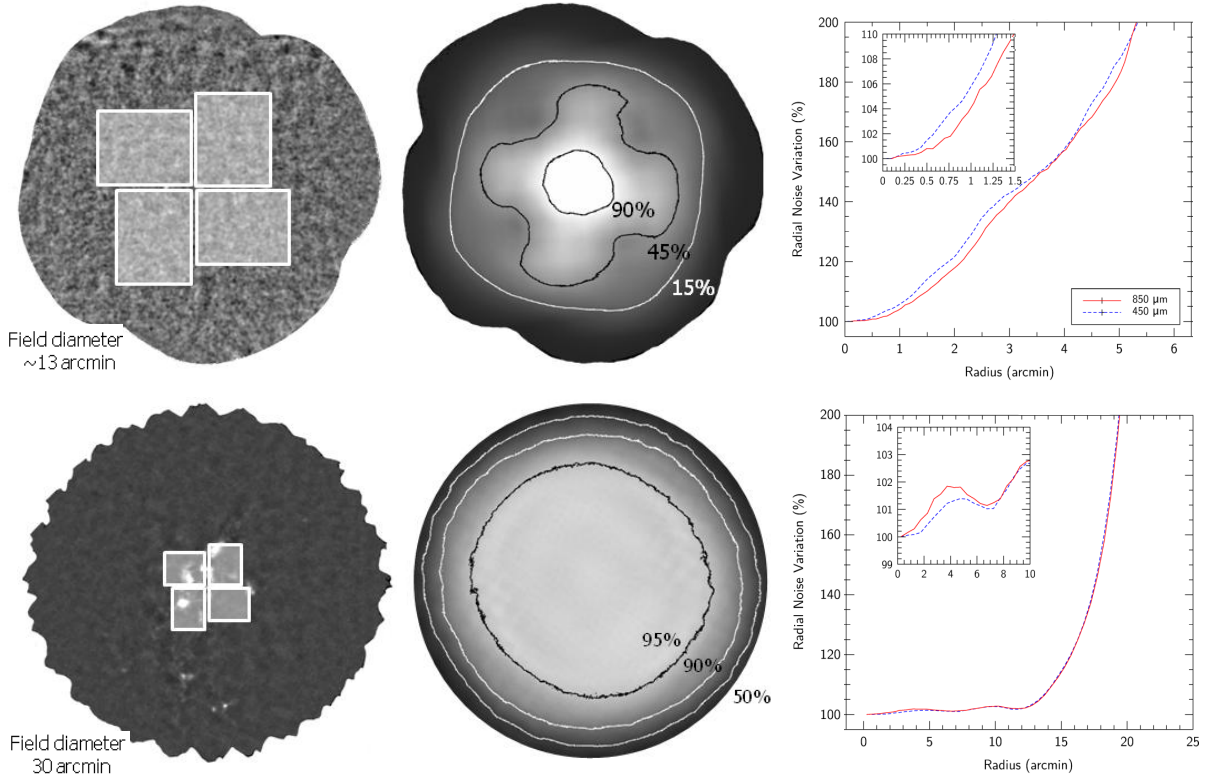 Field diameter
~13 arcmin
90%
45%
15%
200
180
160
140
120
100
Radial Noise Variation (%)
110
108
106
104
102
100
0 0.25 0.5 0.75 1 1.25 1.5
850 µm
450 µm
0 1 2 3 4 5 6
Radius (arcmin)
Field diameter
30 arcmin
95%
90%
50%
200
180
160
140
120
100
Radial Noise Variation (%)
104
103
102
101
100
99
0 2 4 6 8 10
0 5 10 15 20 25
Radius (arcmin)